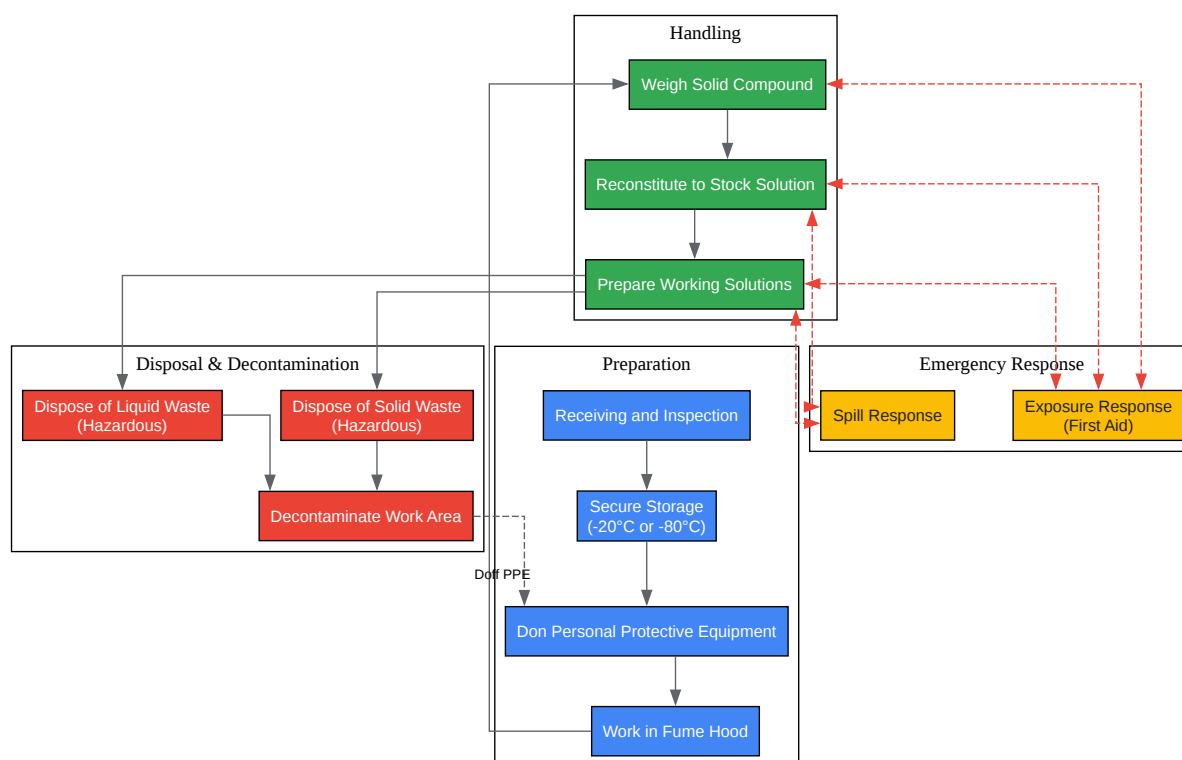 Handling
Weigh Solid Compound
Reconstitute to Stock Solution
Prepare Working Solutions
Disposal & Decontamination
Dispose of Liquid Waste
(Hazardous)
Dispose of Solid Waste
(Hazardous)
Decontaminate Work Area
Doff PPE
Preparation
Receiving and Inspection
Secure Storage
(-20°C or -80°C)
Don Personal Protective Equipment
Work in Fume Hood
Emergency Response
Spill Response
Exposure Response
(First Aid)